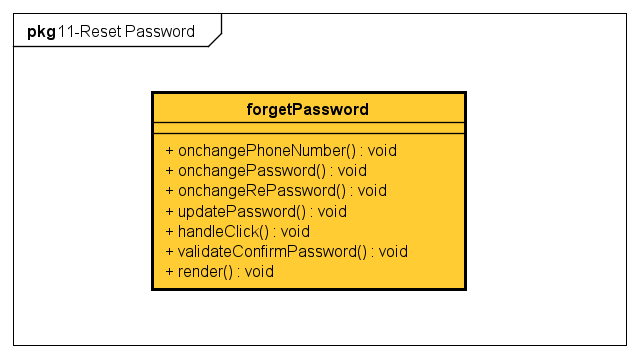 pkg 11-Reset Password
forgetPassword
+ onchangePhoneNumber() : void
+ onchangePassword() : void
+ onchangeRePassword() : void
+ updatePassword() : void
+ handleClick() : void
+ validateConfirmPassword() : void
+ render() : void